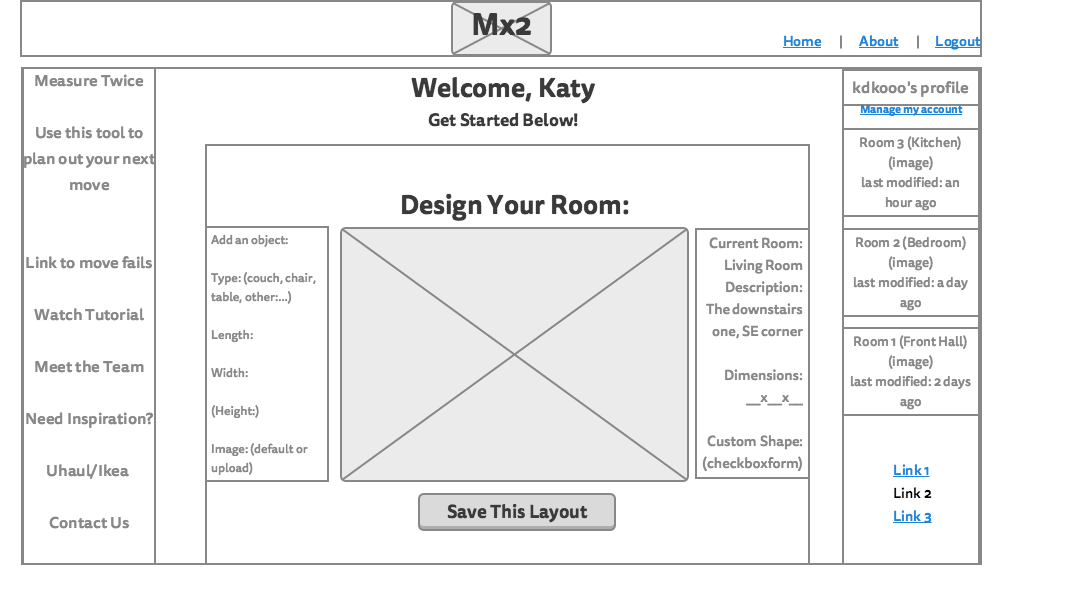 Mx2
Home | About | Logout
Measure Twice
Use this tool to
plan out your next
move
Link to move fails
Watch Tutorial
Meet the Team
Need Inspiration?
Uhaul/Ikea
Contact Us
Welcome, Katy
Get Started Below!
Design Your Room:
Add an object:
Type: (couch, chair,
table, other:...)
Length:
Width:
(Height:)
Image: (default or
upload)
Current Room:
Living Room
Description:
The downstairs
one, SE corner
Dimensions:
__x__x__
Custom Shape:
(checkboxform)
Save This Layout
kdkooo's profile
Manage my account
Room 3 (Kitchen)
(image)
last modified: an
hour ago
Room 2 (Bedroom)
(image)
last modified: a day
ago
Room 1 (Front Hall)
(image)
last modified: 2 days
ago
Link 1
Link 2
Link 3